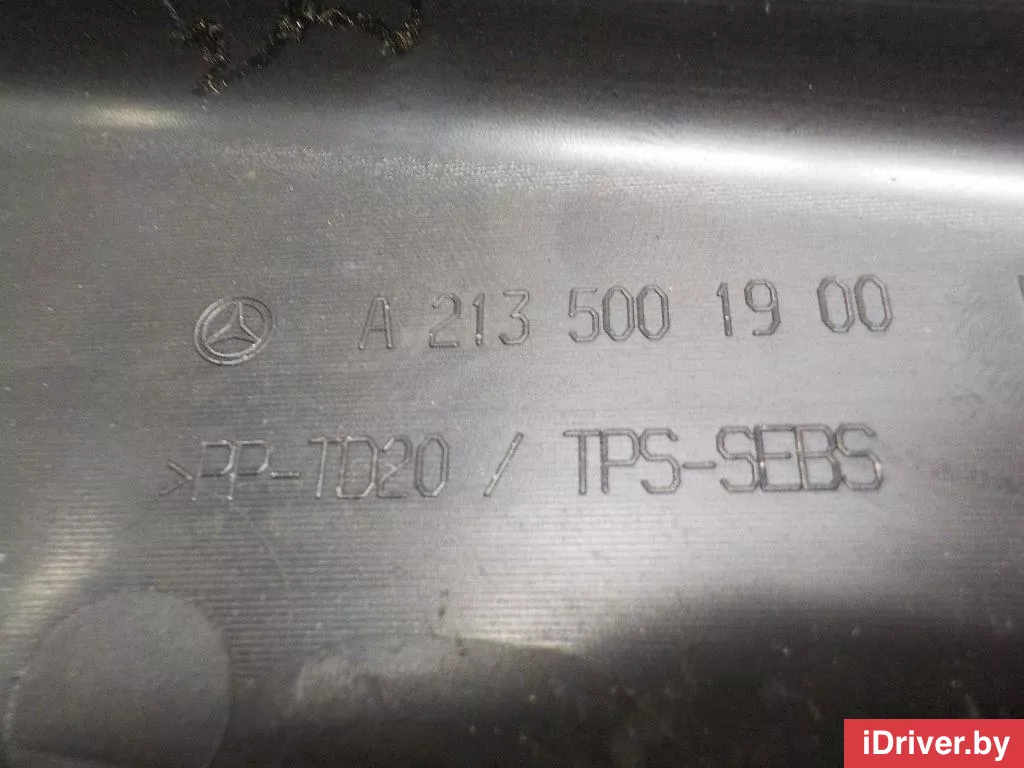 A 213 500 19 00
>PP-TD20 / TPS-SEBS
iDriver.by